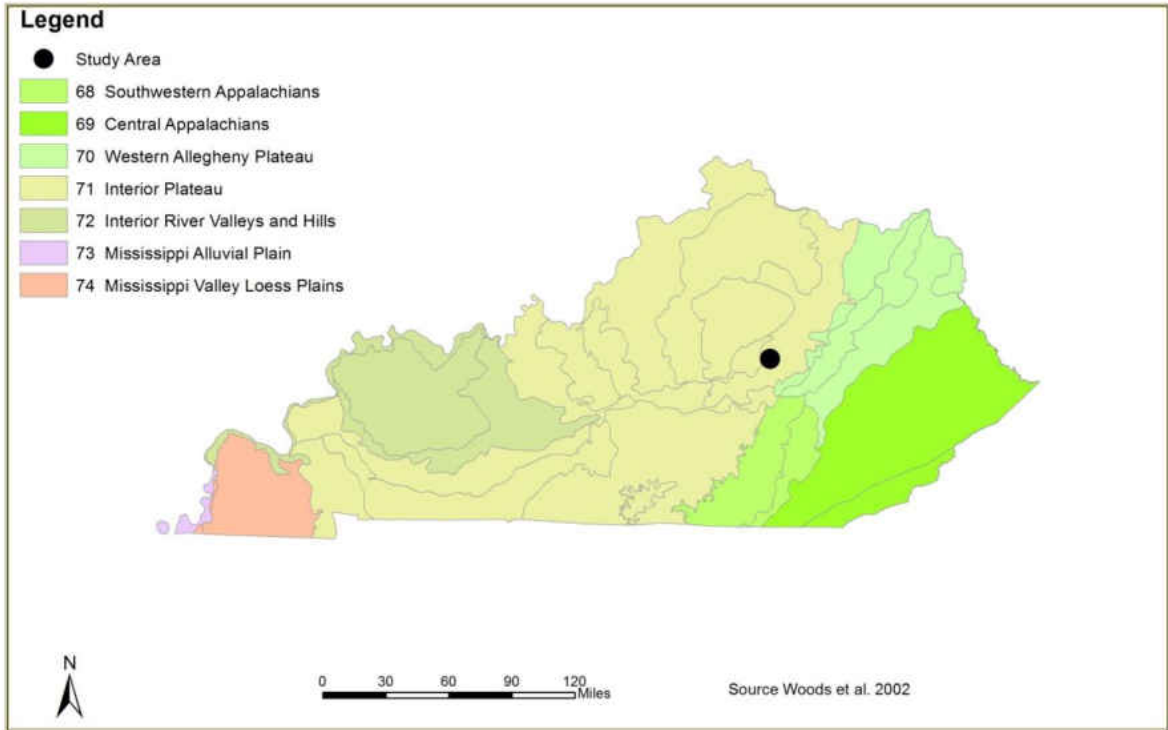 Legend
Study Area
68 Southwestern Appalachians
69 Central Appalachians
70 Western Allegheny Plateau
71 Interior Plateau
72 Interior River Valleys and Hills
73 Mississippi Alluvial Plain
74 Mississippi Valley Loess Plains
N
0 30 60 90 120
Miles
Source Woods et al. 2002